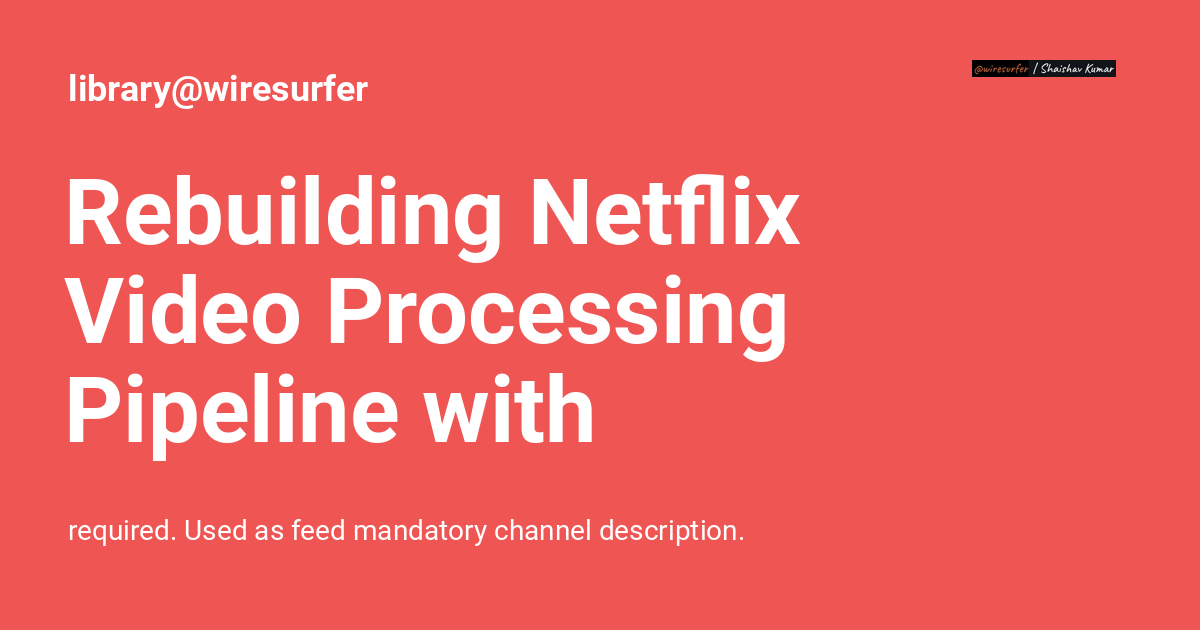 library@wiresurfer
@wiresurfer | Shaishav Kumar
Rebuilding Netflix
Video Processing
Pipeline with
required. Used as feed mandatory channel description.